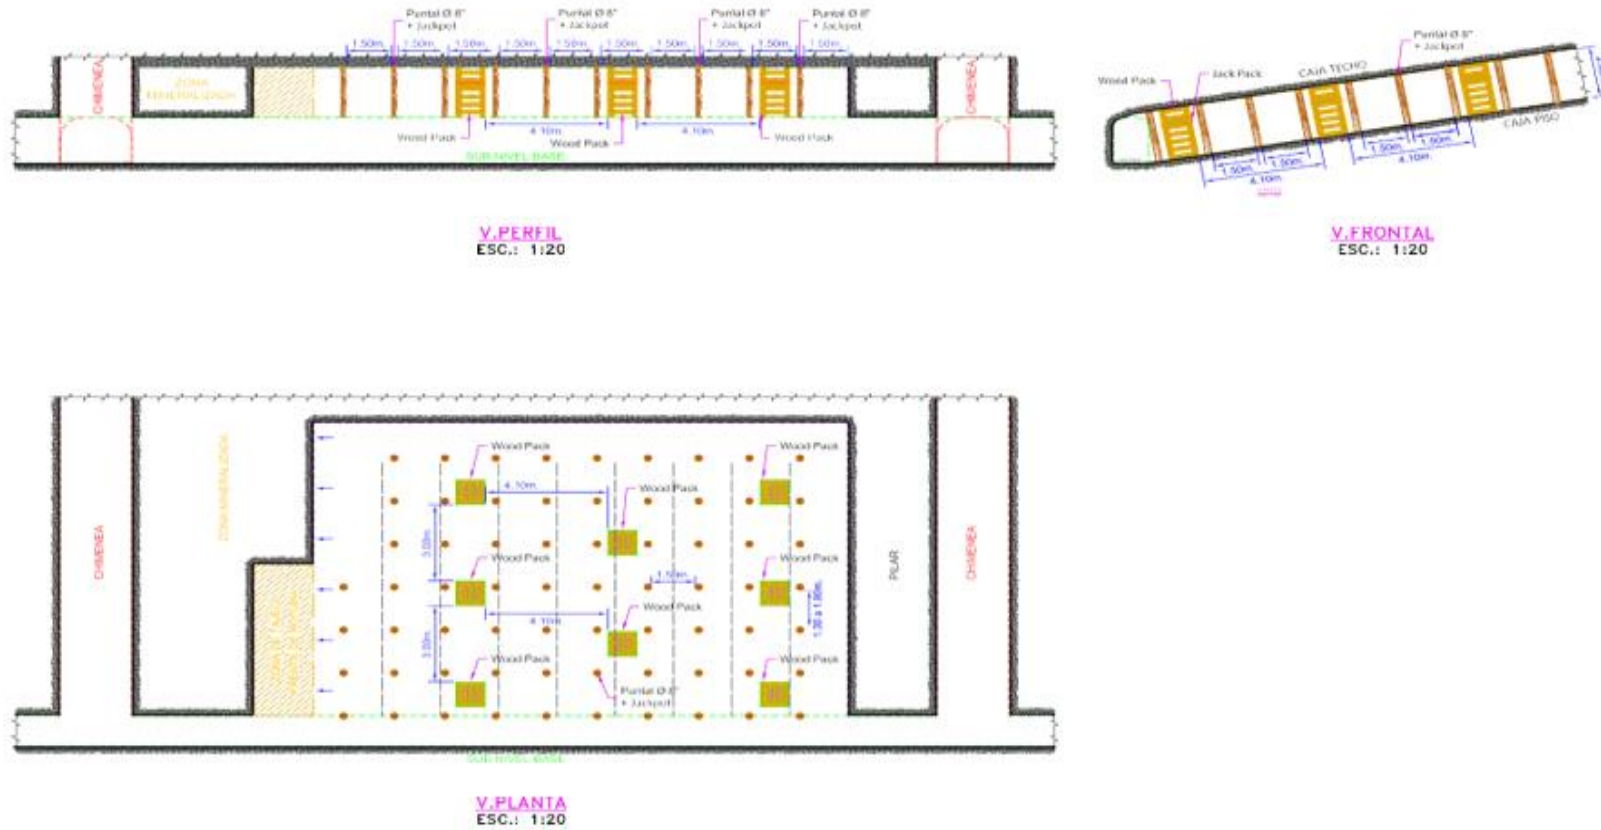 Puntal Ø 8"
+ Jackpot
Puntal Ø 8"
+ Jackpot
Puntal Ø 8"
+ Jackpot
Puntal Ø 8"
+ Jackpot
1.50m.
1.50m.
1.50m.
1.50m.
1.50m.
1.50m.
1.50m.
1.50m.
1.50m.
1.50m.
CHIMENEA
ZONA
MINERALIZADA
CHIMENEA
4.10m.
4.10m.
Wood Pack
Wood Pack
Wood Pack
SUB NIVEL BASE
V.PERFIL
ESC.: 1:20
Puntal Ø 8"
+ Jackpot
CAJA TECHO
Wood Pack
Jack Pack
CAJA PISO
1.50m.
1.50m.
4.10m.
1.50m.
1.50m.
4.10m.
V.FRONTAL
ESC.: 1:20
CHIMENEA
ZONA MINERALIZADA
Wood Pack
Wood Pack
4.10m.
Wood Pack
3.00m.
Wood Pack
Wood Pack
1.50m.
Wood Pack
4.10m.
3.00m.
Wood Pack
Wood Pack
Puntal Ø 8"
+ Jackpot
PILAR
CHIMENEA
SUB NIVEL BASE
V.PLANTA
ESC.: 1:20